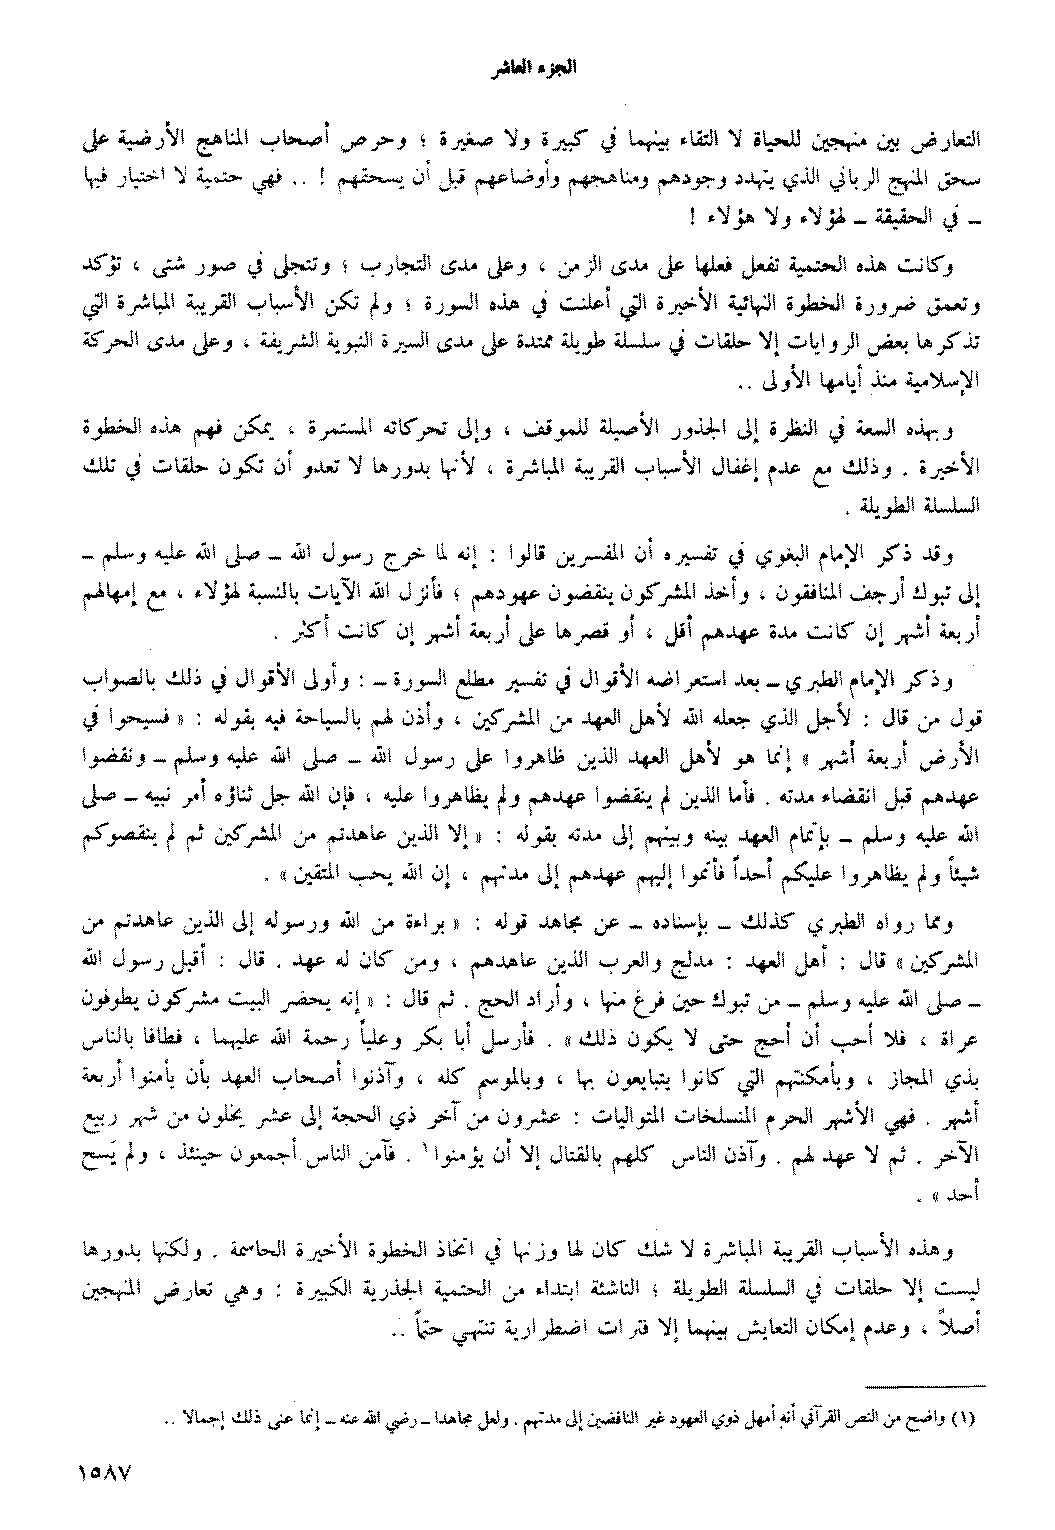 الجزء العاشر
التعارض بين منهجين للحياة لا التقاء بينهما في كبيرة ولا صغيرة ؛ وحرص أصحاب المناهج الأرضية على
سحق المنهج الرباني الذي يتهدد وجودهم ومناهجهم وأوضاعهم قبل أن يسحقهم ! .. فهي حتمية لا اختيار فيها
ـ في الحقيقة ـ لهؤلاء ولا هؤلاء !
وكانت هذه الحتمية تفعل فعلها على مدى الزمن ، وعلى مدى التجارب ؛ وتتجلى في صور شتى ، تؤكد
وتعمق ضرورة الخطوة النهائية الأخيرة التي أعلنت في هذه السورة ؛ ولم تكن الأسباب القريبة المباشرة التي
تذكرها بعض الروايات إلا حلقات في سلسلة طويلة ممتدة على مدى السيرة النبوية الشريفة ، وعلى مدى الحركة
الإسلامية منذ أيامها الأولى ..
وبهذه السعة في النظرة إلى الجذور الأصيلة للموقف ، وإلى تحركاته المستمرة ، يمكن فهم هذه الخطوة
الأخيرة . وذلك مع عدم إغفال الأسباب القريبة المباشرة ، لأنها بدورها لا تعدو أن تكون حلقات في تلك
السلسلة الطويلة .
وقد ذكر الإمام البغوي في تفسيره أن المفسرين قالوا : إنه لما خرج رسول الله ـ صلى الله عليه وسلم ـ
إلى تبوك أرجف المنافقون ، وأخذ المشركون ينقضون عهودهم ؛ فأنزل الله الآيات بالنسبة لهؤلاء ، مع إمهالهم
أربعة أشهر إن كانت مدة عهدهم أقل ، أو قصرها على أربعة أشهر إن كانت أكثر .
وذكر الإمام الطبري ـ بعد استعراضه الأقوال في تفسير مطلع السورة ـ : وأولى الأقوال في ذلك بالصواب
قول من قال : لأجل الذي جعله الله لأهل العهد من المشركين ، وأذن لهم بالسياحة فيه بقوله : « فسيحوا في
الأرض أربعة أشهر » إنما هو لأهل العهد الذين ظاهروا على رسول الله ـ صلى الله عليه وسلم ـ ونقضوا
عهدهم قبل انقضاء مدته . فأما الذين لم ينقضوا عهدهم ولم يظاهروا عليه ، فإن الله جل ثناؤه أمر نبيه ـ صلى
الله عليه وسلم ـ بإتمام العهد بينه وبينهم إلى مدته بقوله : « إلا الذين عاهدتم من المشركين ثم لم ينقصوكم
شيئاً ولم يظاهروا عليكم أحداً فأتموا إليهم عهدهم إلى مدتهم ، إن الله يحب المتقين » .
ومما رواه الطبري كذلك ـ بإسناده ـ عن مجاهد قوله : « براءة من الله ورسوله إلى الذين عاهدتم من
المشركين » قال : أهل العهد : مدلج والعرب الذين عاهدهم ، ومن كان له عهد . قال : أقبل رسول الله
ـ صلى الله عليه وسلم ـ من تبوك حين فرغ منها ، وأراد الحج . ثم قال : « إنه يحضر البيت مشركون يطوفون
عراة ، فلا أحب أن أحج حتى لا يكون ذلك » . فأرسل أبا بكر وعلياً رحمة الله عليهما ، فطافا بالناس
بذي المجاز ، وبأمكنتهم التي كانوا يتبايعون بها ، وبالموسم كله ، وآذنوا أصحاب العهد بأن يأمنوا أربعة
أشهر . فهي الأشهر الحرم المنسلخات المتواليات : عشرون من آخر ذي الحجة إلى عشر يخلون من شهر ربيع
الآخر . ثم لا عهد لهم . وآذن الناس كلهم بالقتال إلا أن يؤمنوا١ . فآمن الناس أجمعون حينئذ ، ولم يَسح
أحد » .
وهذه الأسباب القريبة المباشرة لا شك كان لها وزنها في اتخاذ الخطوة الأخيرة الحاسمة . ولكنها بدورها
ليست إلا حلقات في السلسلة الطويلة ؛ الناشئة ابتداء من الحتمية الجذرية الكبيرة : وهي تعارض المنهجين
أصلاً ، وعدم إمكان التعايش بينهما إلا فترات اضطرارية تنتهي حتماً ..
(١) واضح من النص القرآني أنه أمهل ذوي العهود غير الناقضين إلى مدتهم . ولعل مجاهدا ـ رضي الله عنه ـ إنما عنى ذلك إجمالا ..
١٥٨٧